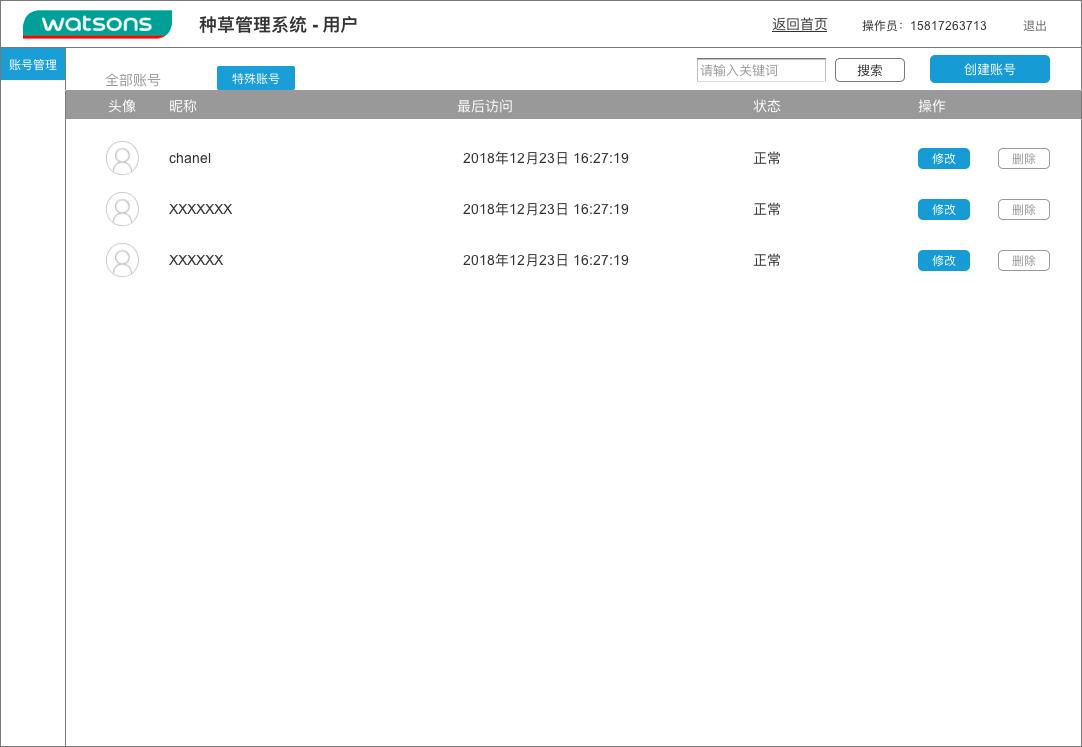 watsons 种草管理系统 - 用户 返回首页 操作员：15817263713 退出
账号管理 全部账号 特殊账号 请输入关键词 搜索 创建账号
头像 昵称 最后访问 状态 操作
chanel 2018年12月23日 16:27:19 正常 修改 删除
XXXXXXX 2018年12月23日 16:27:19 正常 修改 删除
XXXXXX 2018年12月23日 16:27:19 正常 修改 删除